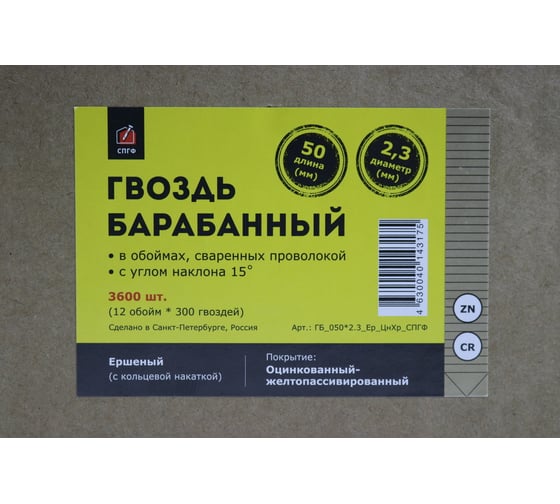 СПГФ
50
длина
(мм)
2,3
диаметр
(мм)
ГВОЗДЬ
БАРАБАННЫЙ
• в обоймах, сваренных проволокой
• с углом наклона 15°
3600 шт.
(12 обойм * 300 гвоздей)
Сделано в Санкт-Петербурге, Россия
Арт.: ГБ_050*2.3_Ер_ЦнХр_СПГФ
4 630040 143175
ZN
CR
Ершеный
(с кольцевой накаткой)
Покрытие:
Оцинкованный-
желтопассивированный